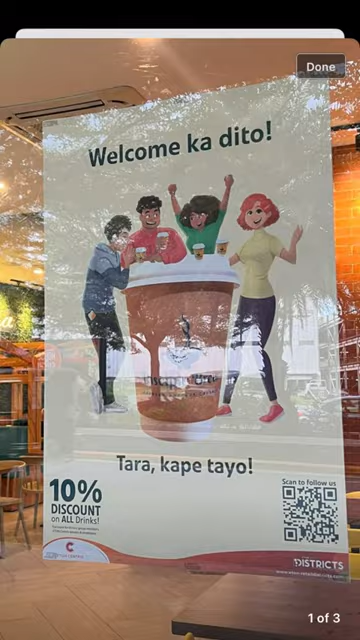 Done
Welcome ka dito!
Tara, kape tayo!
10%
DISCOUNT
on ALL Drinks!
Scan to follow us
DISTRICTS
1 of 3